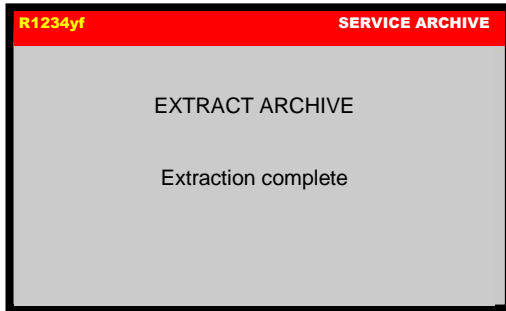 R1234yf SERVICE ARCHIVE
EXTRACT ARCHIVE
Extraction complete